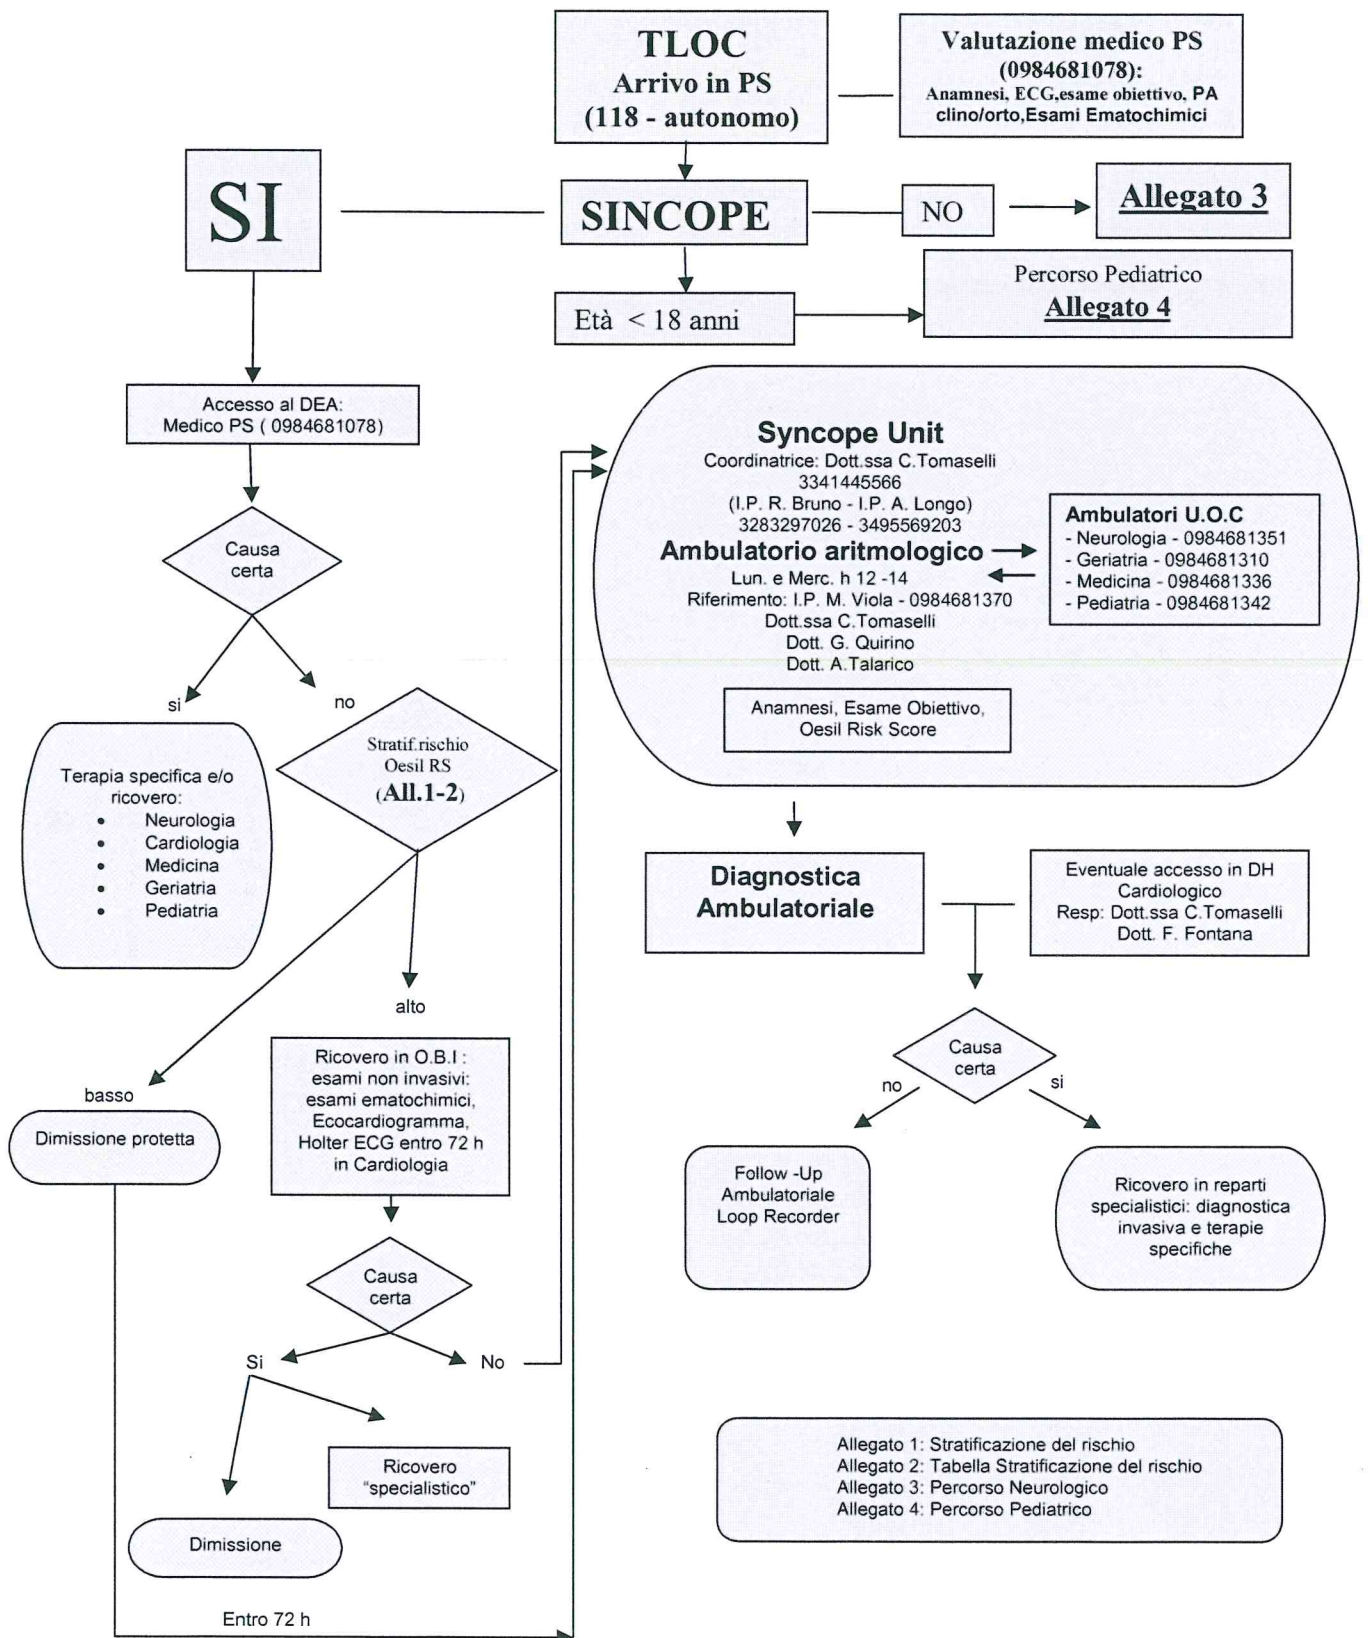 TLOC
Arrivo in PS
(118 - autonomo)
Valutazione medico PS
(0984681078):
Anamnesi, ECG,esame obiettivo, PA
clino/orto,Esami Ematochimici
SI
SINCOPE
NO
Allegato 3
Età < 18 anni
Percorso Pediatrico
Allegato 4
Accesso al DEA:
Medico PS ( 0984681078)
Causa
certa
si
no
Terapia specifica e/o
ricovero:
• Neurologia
• Cardiologia
• Medicina
• Geriatria
• Pediatria
Stratif.rischio
Oesil RS
(All.1-2)
basso
alto
Dimissione protetta
Ricovero in O.B.I :
esami non invasivi:
esami ematochimici,
Ecocardiogramma,
Holter ECG entro 72 h
in Cardiologia
Causa
certa
Si
No
Ricovero
“specialistico”
Dimissione
Entro 72 h
Syncope Unit
Coordinatrice: Dott.ssa C.Tomaselli
3341445566
(I.P. R. Bruno - I.P. A. Longo)
3283297026 - 3495569203
Ambulatorio aritmologico
Lun. e Merc. h 12 -14
Riferimento: I.P. M. Viola - 0984681370
Dott.ssa C.Tomaselli
Dott. G. Quirino
Dott. A.Talarico
Ambulatori U.O.C
- Neurologia - 0984681351
- Geriatria - 0984681310
- Medicina - 0984681336
- Pediatria - 0984681342
Anamnesi, Esame Obiettivo,
Oesil Risk Score
Diagnostica
Ambulatoriale
Eventuale accesso in DH
Cardiologico
Resp: Dott.ssa C.Tomaselli
Dott. F. Fontana
Causa
certa
no
si
Follow -Up
Ambulatoriale
Loop Recorder
Ricovero in reparti
specialistici: diagnostica
invasiva e terapie
specifiche
Allegato 1: Stratificazione del rischio
Allegato 2: Tabella Stratificazione del rischio
Allegato 3: Percorso Neurologico
Allegato 4: Percorso Pediatrico